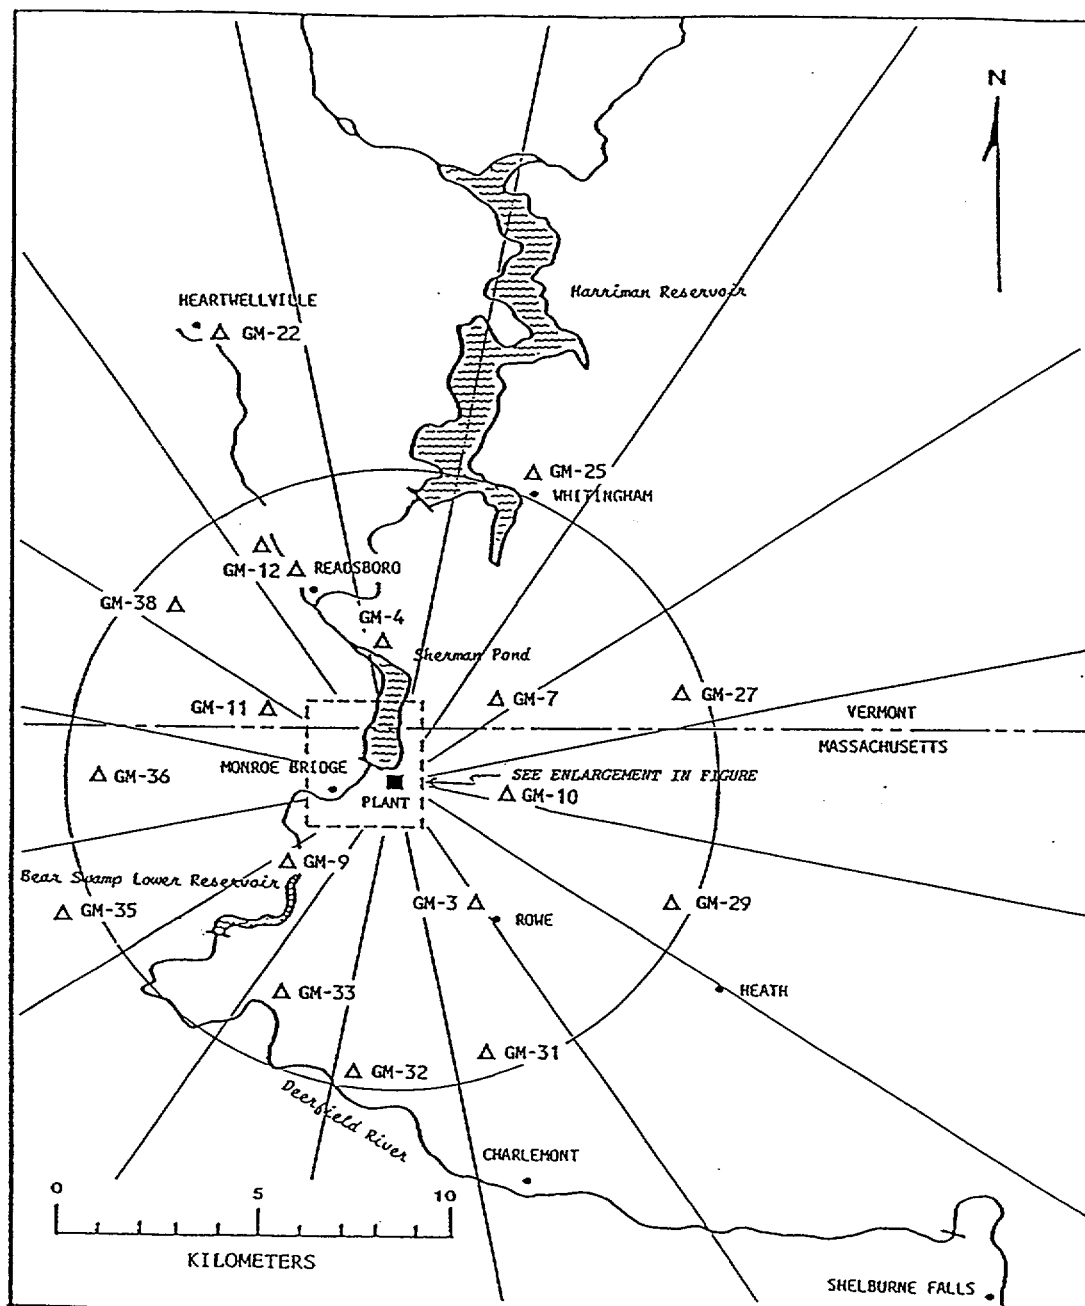 N
Harriman Reservoir
HEARTWELLVILLE
GM-22
GM-25
WHITINGHAM
GM-12
READSBORO
GM-38
GM-4
Sherman Pond
GM-11
GM-7
GM-27
VERMONT
MASSACHUSETTS
GM-36
MONROE BRIDGE
SEE ENLARGEMENT IN FIGURE
PLANT
GM-10
GM-9
Bear Swamp Lower Reservoir
GM-35
GM-3
ROWE
GM-29
HEATH
GM-33
GM-31
GM-32
Deerfield River
CHARLEMONT
0 5 10
KILOMETERS
SHELBURNE FALLS